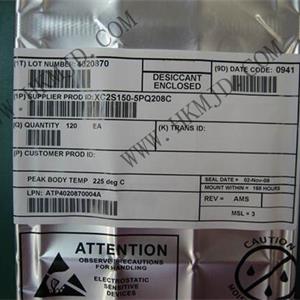 (1T) LOT NUMBER: 4020870
DESICCANT
ENCLOSED
(9D) DATE CODE: 0941
(1P) SUPPLIER PROD ID: XC2S150-5PQ208C
(Q) QUANTITY: 120 EA
(K) TRANS ID:
(P) CUSTOMER PROD ID:
PEAK BODY TEMP 225 deg C
SEAL DATE = 02-Nov-09
MOUNT WITHIN = 168 HOURS
LPN: ATP4020870004A
REV = AMS
MSL = 3
ATTENTION
OBSERVE PRECAUTIONS
FOR HANDLING
ELECTROSTATIC
SENSITIVE
DEVICES
WWW.HKMJD.COM